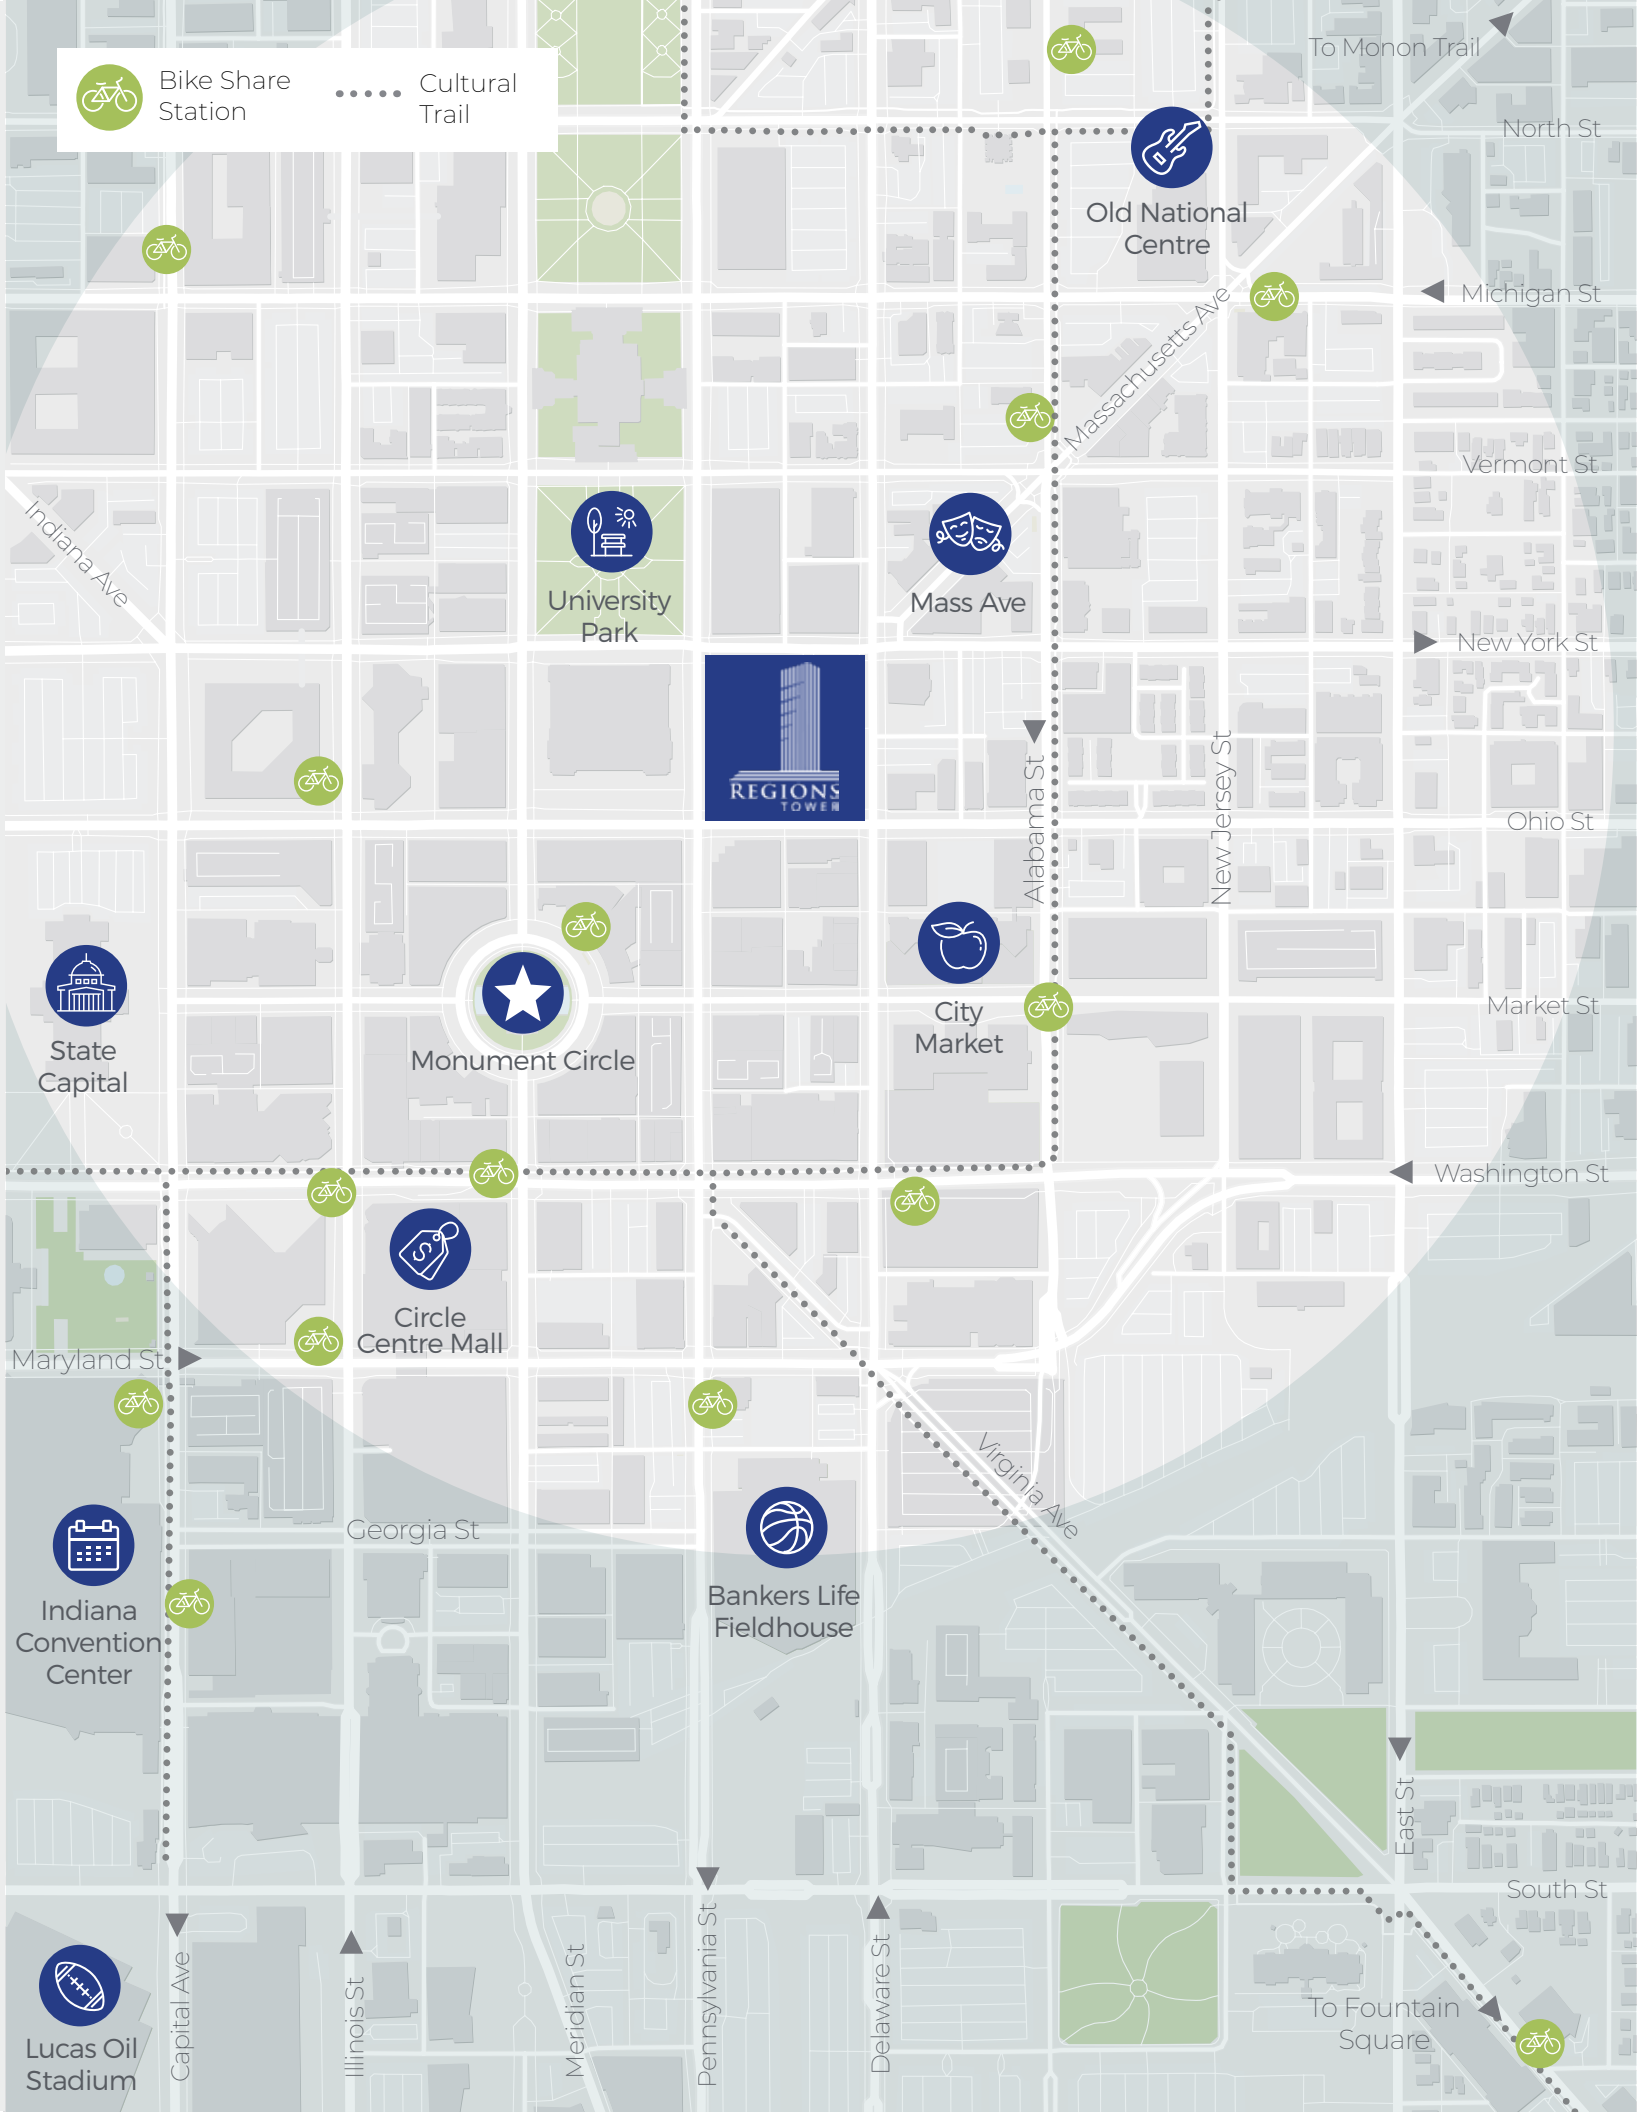 Bike Share
Station
Cultural
Trail
To Monon Trail
North St
Old National
Centre
Michigan St
Massachusetts Ave
Vermont St
Indiana Ave
University
Park
Mass Ave
New York St
REGIONS
TOWER
Alabama St
New Jersey St
Ohio St
State
Capital
Monument Circle
City
Market
Market St
Washington St
Circle
Centre Mall
Maryland St
Virginia Ave
Georgia St
Indiana
Convention
Center
Bankers Life
Fieldhouse
East St
South St
Lucas Oil
Stadium
Capital Ave
Illinois St
Meridian St
Pennsylvania St
Delaware St
To Fountain
Square